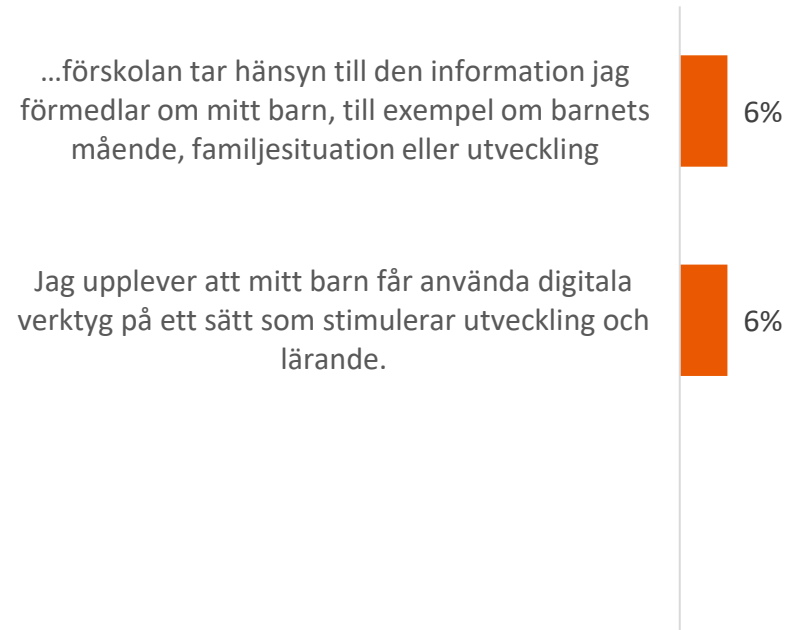 …förskolan tar hänsyn till den information jag
förmedlar om mitt barn, till exempel om barnets
mående, familjesituation eller utveckling
6%
Jag upplever att mitt barn får använda digitala
verktyg på ett sätt som stimulerar utveckling och
lärande.
6%